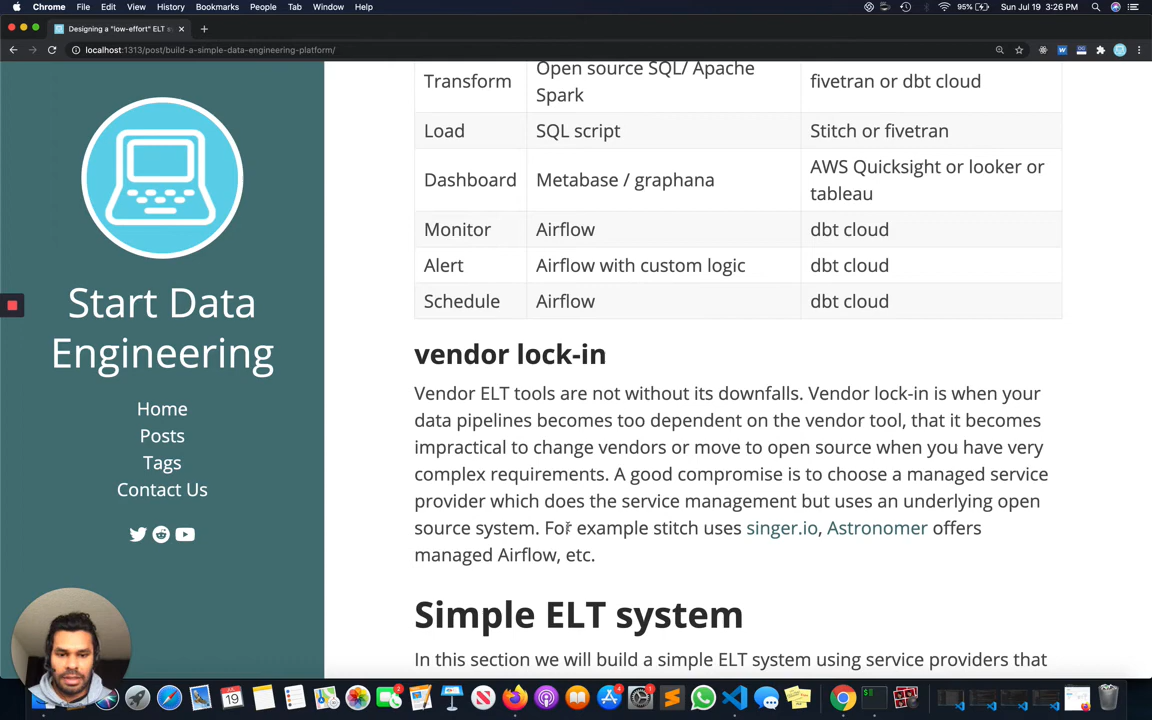 Chrome File Edit View History Bookmarks People Tab Window Help
95% Sun Jul 19 3:26 PM
Designing a "low-effort" ELT
localhost:1313/post/build-a-simple-data-engineering-platform/
Start Data
Engineering
Home
Posts
Tags
Contact Us
Transform Open source SQL/ Apache Spark fivetran or dbt cloud
Load SQL script Stitch or fivetran
Dashboard Metabase / graphana AWS Quicksight or looker or tableau
Monitor Airflow dbt cloud
Alert Airflow with custom logic dbt cloud
Schedule Airflow dbt cloud
vendor lock-in
Vendor ELT tools are not without its downfalls. Vendor lock-in is when your
data pipelines becomes too dependent on the vendor tool, that it becomes
impractical to change vendors or move to open source when you have very
complex requirements. A good compromise is to choose a managed service
provider which does the service management but uses an underlying open
source system. For example stitch uses singer.io, Astronomer offers
managed Airflow, etc.
Simple ELT system
In this section we will build a simple ELT system using service providers that